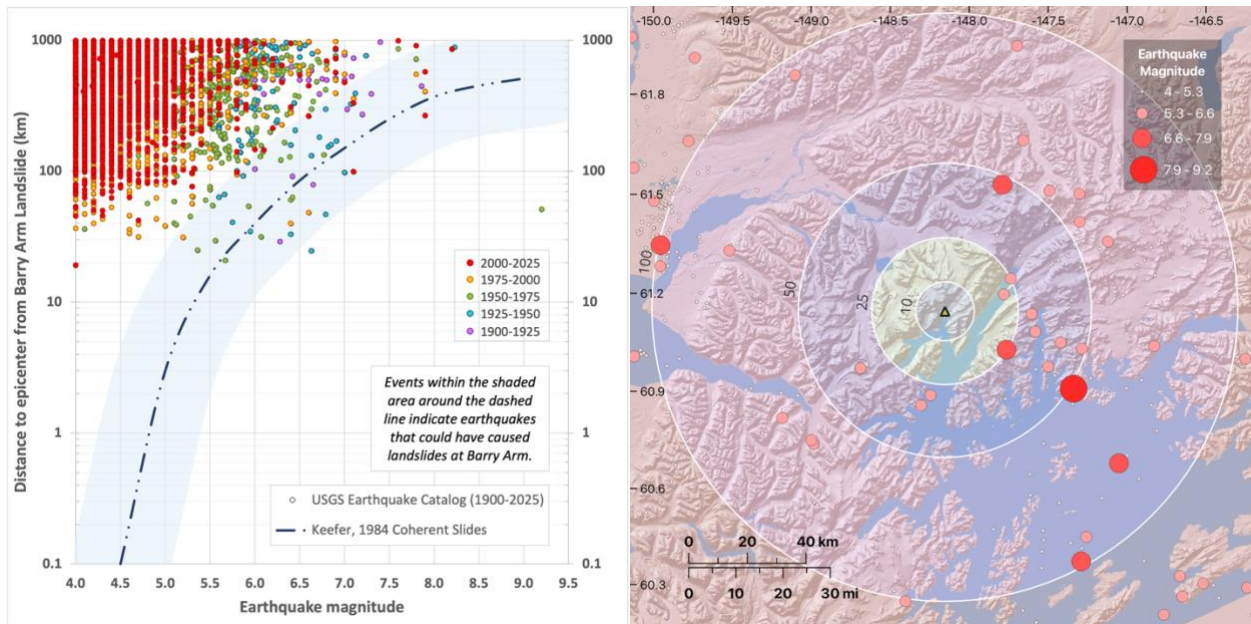 1000
100
10
1
0.1
Distance to epicenter from Barry Arm Landslide (km)
1000
100
10
1
0.1
2000-2025
1975-2000
1950-1975
1925-1950
1900-1925
Events within the shaded
area around the dashed
line indicate earthquakes
that could have caused
landslides at Barry Arm.
USGS Earthquake Catalog (1900-2025)
Keefer, 1984 Coherent Slides
4.0 4.5 5.0 5.5 6.0 6.5 7.0 7.5 8.0 8.5 9.0 9.5
Earthquake magnitude
-150.0 -149.5 -149.0 -148.5 -148.0 -147.5 -147.0 -146.5
Earthquake
Magnitude
4 - 5.3
5.3 - 6.6
6.6 - 7.9
7.9 - 9.2
61.8
61.5
61.2
60.9
60.6
60.3
100
50
25
10
0 20 40 km
0 10 20 30 mi